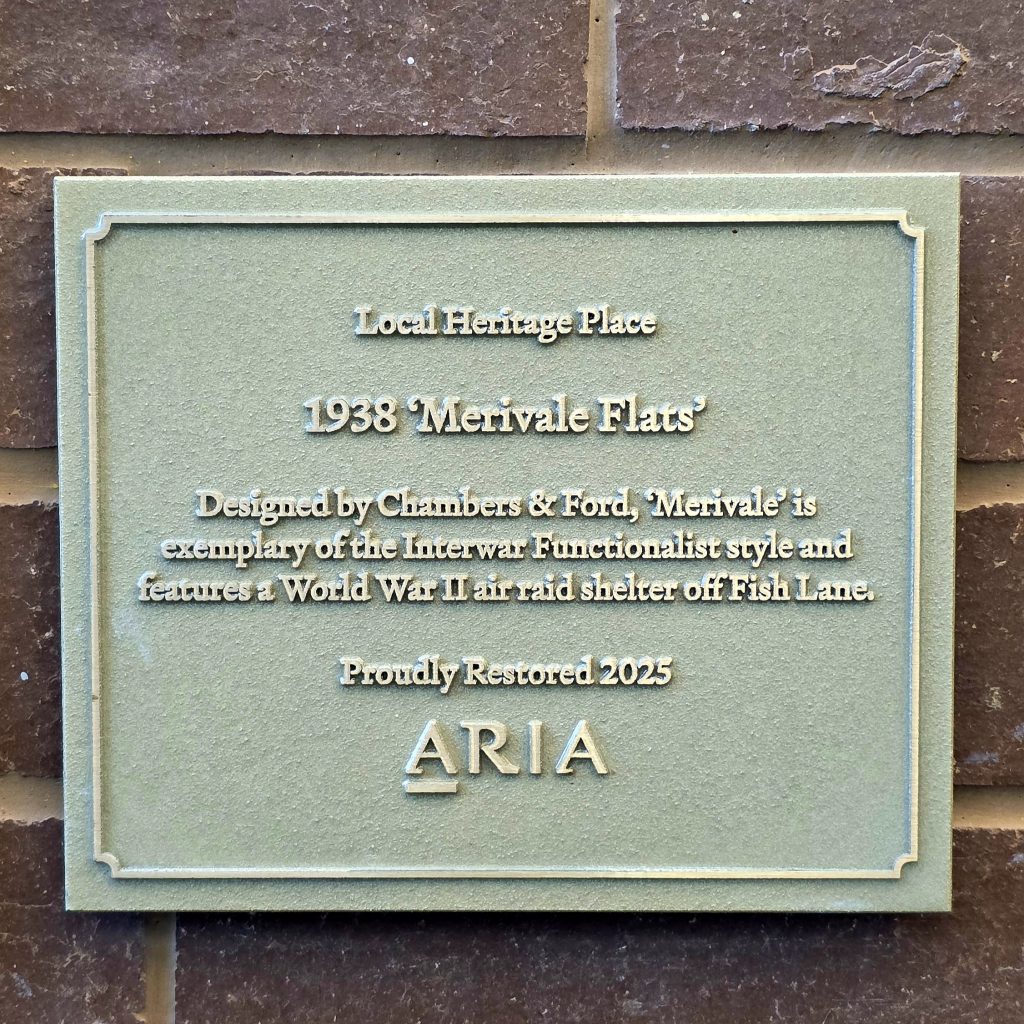 Local Heritage Place
1938 ‘Merivale Flats’
Designed by Chambers & Ford, ‘Merivale’ is
exemplary of the Interwar Functionalist style and
features a World War II air raid shelter off Fish Lane.
Proudly Restored 2025
ARIA